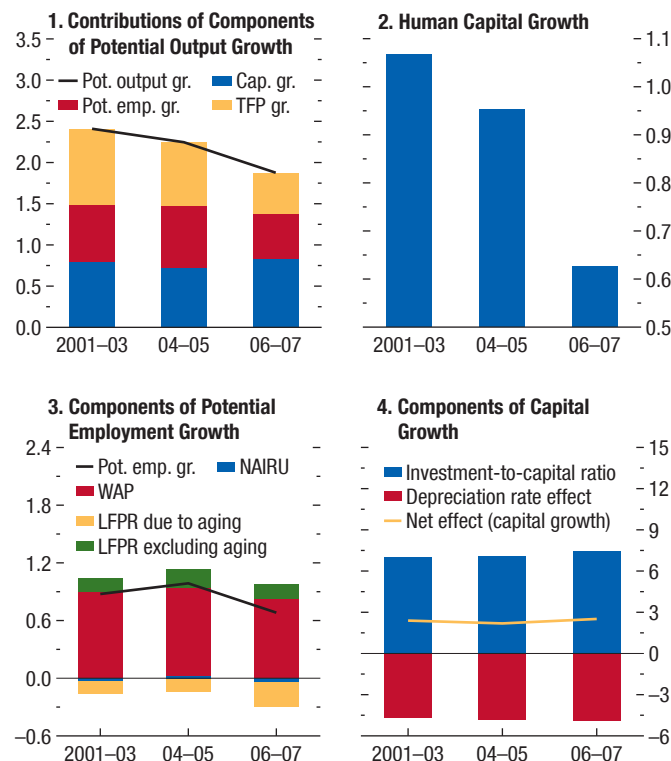 1. Contributions of Components
of Potential Output Growth
3.5
3.0
2.5
2.0
1.5
1.0
0.5
0.0
Pot. output gr.
Cap. gr.
Pot. emp. gr.
TFP gr.
2001–03
04–05
06–07
2. Human Capital Growth
1.1
1.0
0.9
0.8
0.7
0.6
0.5
2001–03
04–05
06–07
3. Components of Potential
Employment Growth
2.4
1.8
1.2
0.6
0.0
–0.6
Pot. emp. gr.
NAIRU
WAP
LFPR due to aging
LFPR excluding aging
2001–03
04–05
06–07
4. Components of Capital
Growth
15
12
9
6
3
0
–3
–6
Investment-to-capital ratio
Depreciation rate effect
Net effect (capital growth)
2001–03
04–05
06–07